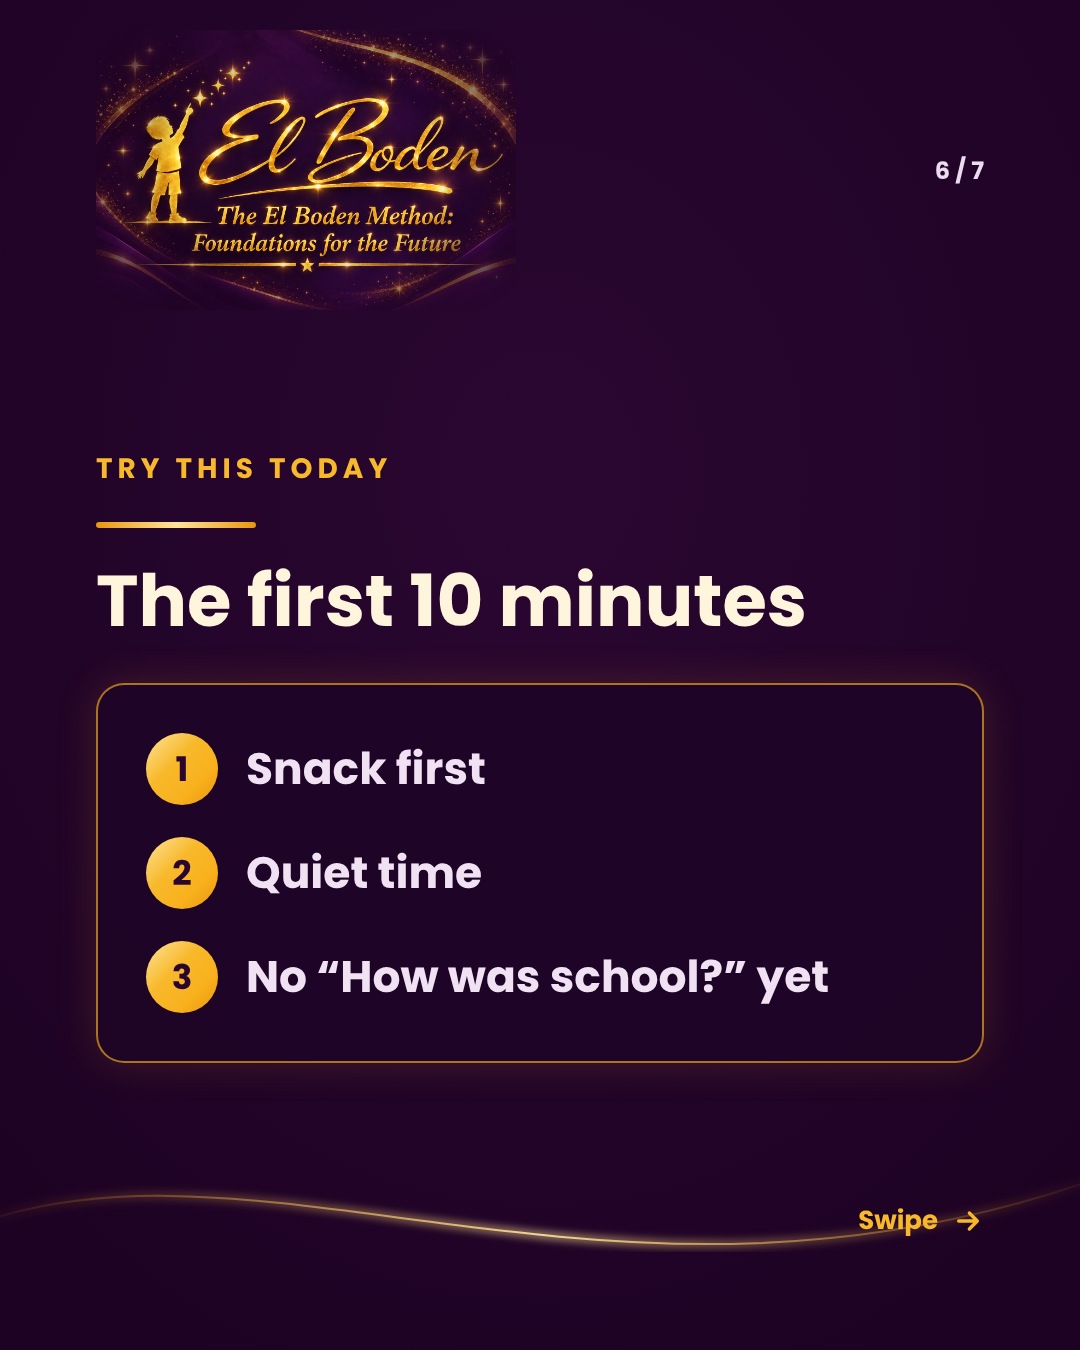 El Boden
The El Boden Method:
Foundations for the Future
6 / 7
TRY THIS TODAY
The first 10 minutes
1 Snack first
2 Quiet time
3 No “How was school?” yet
Swipe →